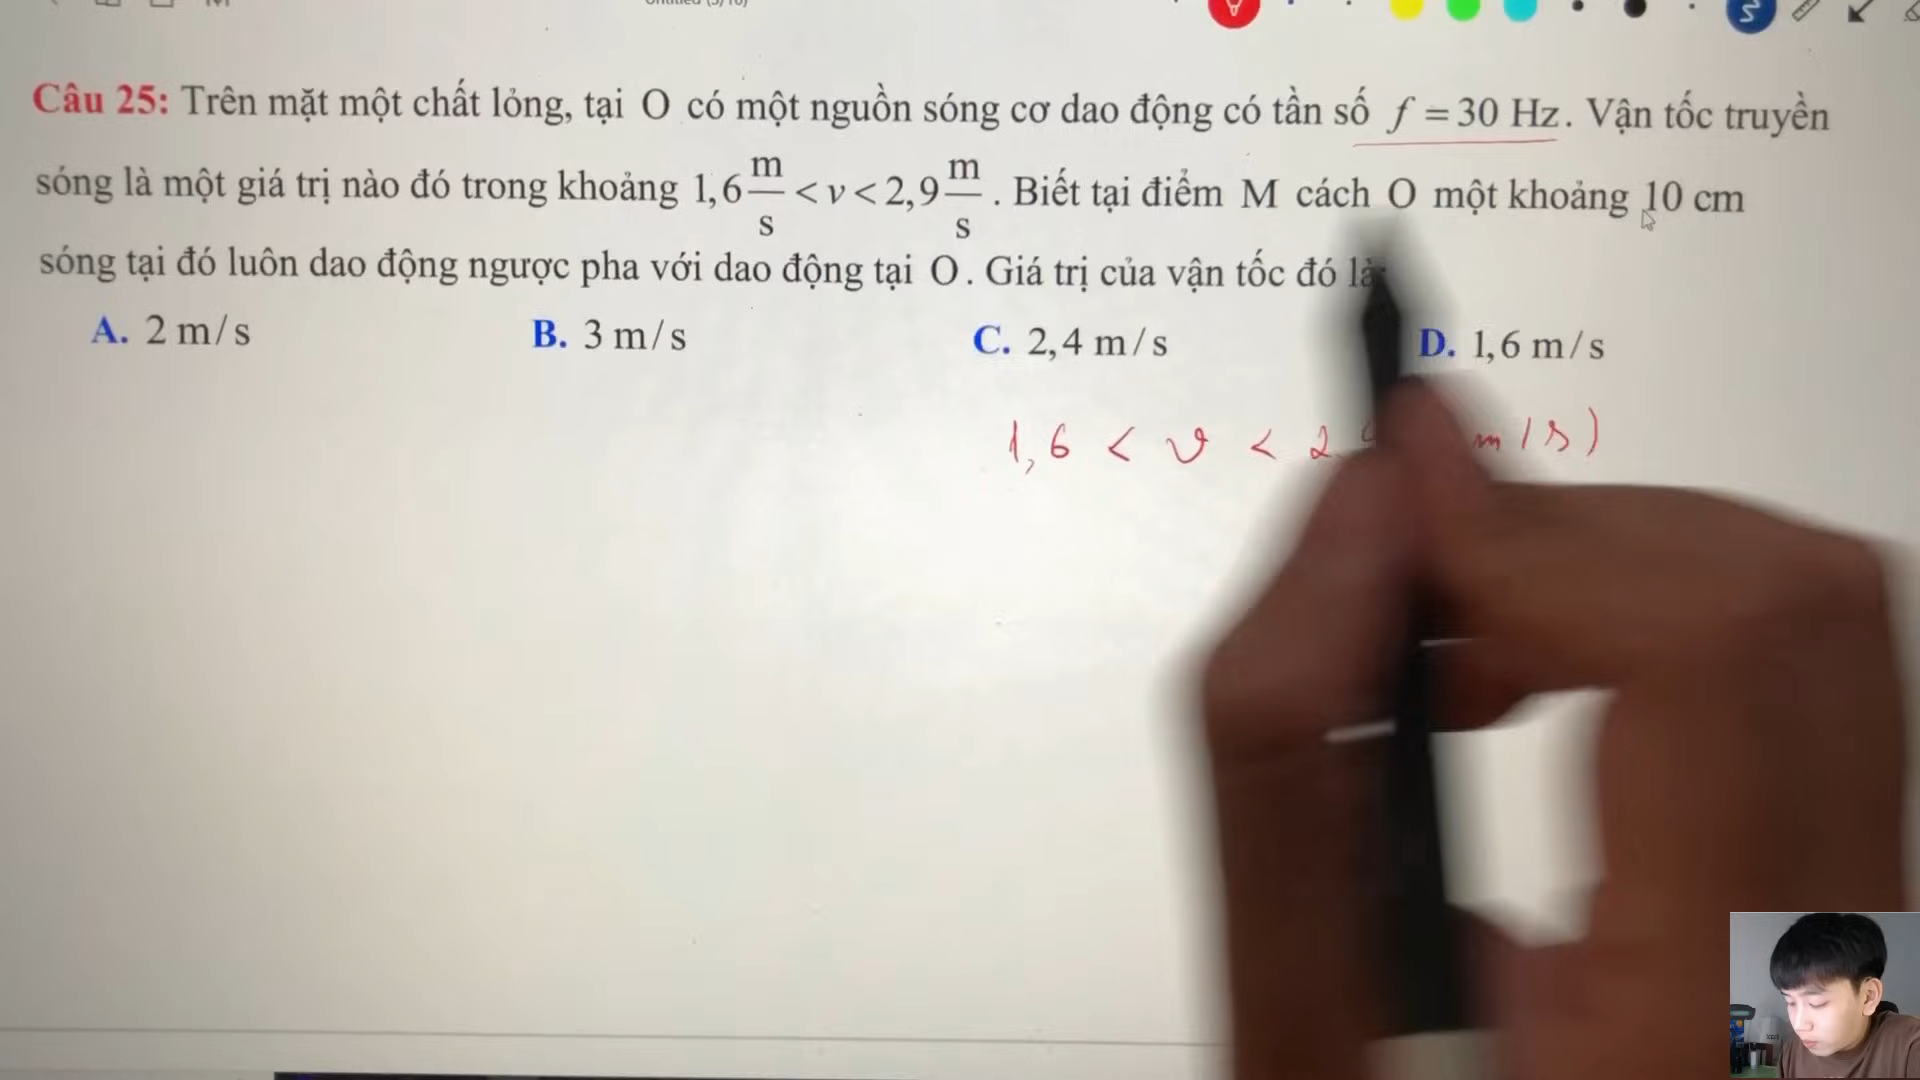 Câu 25: Trên mặt một chất lỏng, tại O có một nguồn sóng cơ dao động có tần số f = 30 Hz. Vận tốc truyền
sóng là một giá trị nào đó trong khoảng 1,6 m/s < v < 2,9 m/s . Biết tại điểm M cách O một khoảng 10 cm
sóng tại đó luôn dao động ngược pha với dao động tại O. Giá trị của vận tốc đó là
A. 2 m/s B. 3 m/s C. 2,4 m/s D. 1,6 m/s
1,6 < v < 2, m/s)